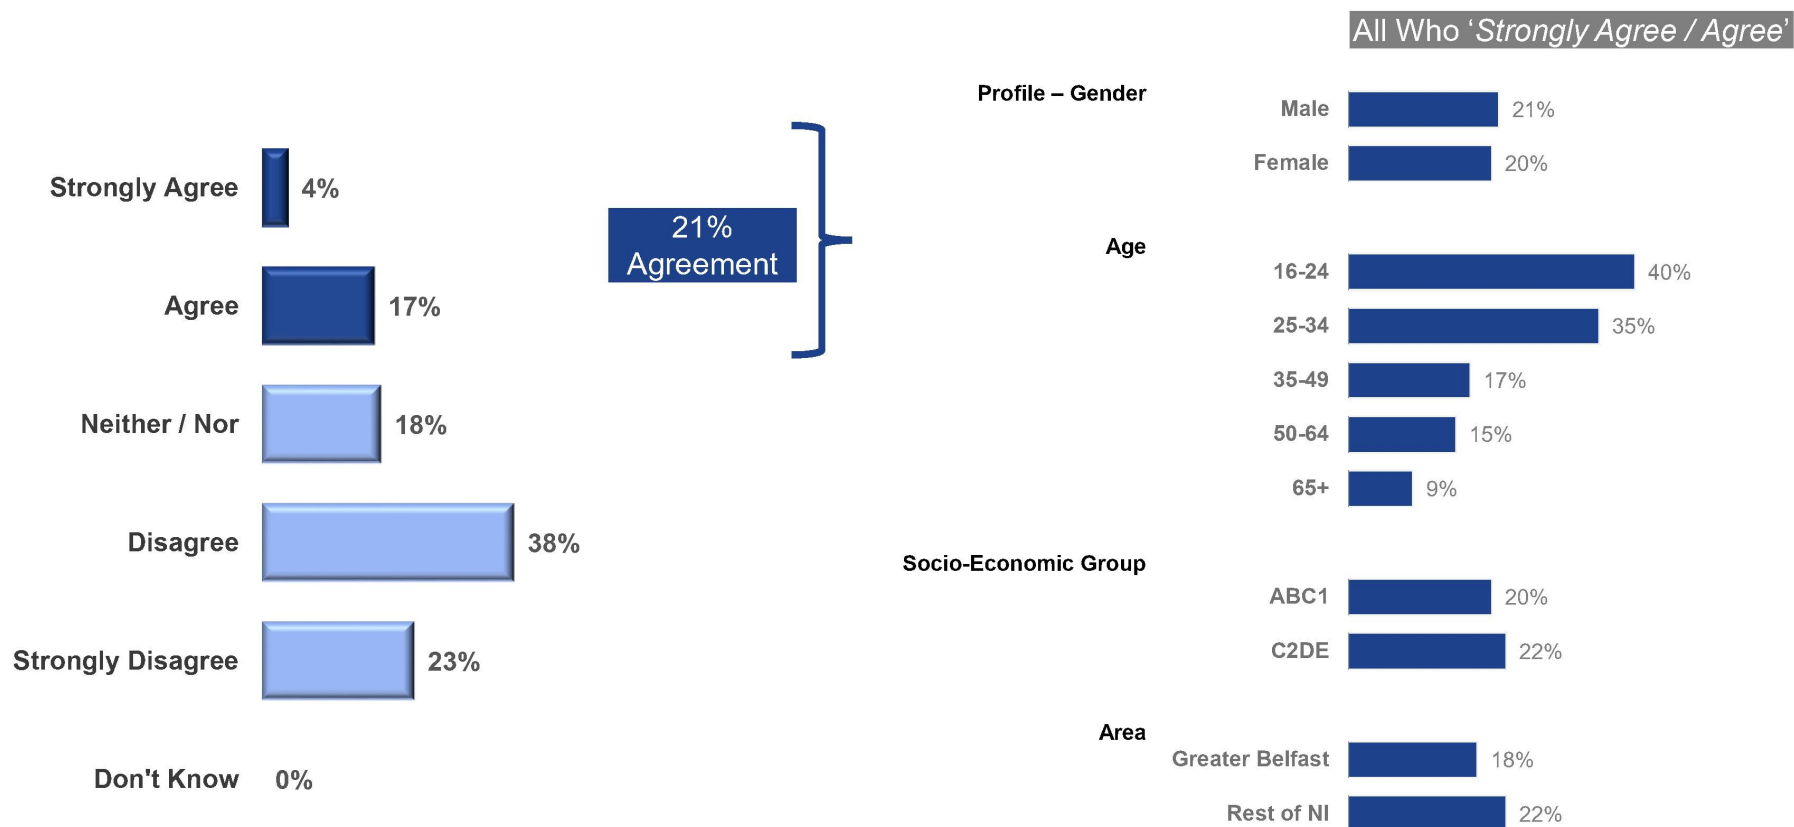 All Who ‘Strongly Agree / Agree’
Strongly Agree 4%
Agree 17%
Neither / Nor 18%
Disagree 38%
Strongly Disagree 23%
Don't Know 0%
21%
Agreement
Profile – Gender
Male 21%
Female 20%
Age
16-24 40%
25-34 35%
35-49 17%
50-64 15%
65+ 9%
Socio-Economic Group
ABC1 20%
C2DE 22%
Area
Greater Belfast 18%
Rest of NI 22%